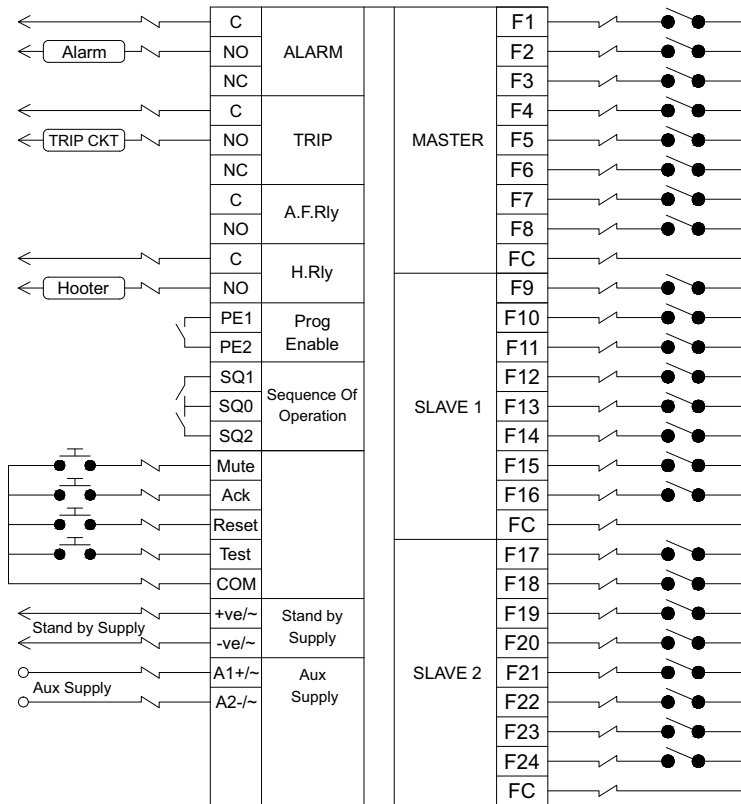 C
Alarm NO ALARM
NC
C
TRIP CKT NO TRIP
NC
C
A.F.Rly
NO
C
H.Rly
Hooter NO
PE1 Prog
PE2 Enable
SQ1
Sequence Of
SQ0
Operation
SQ2
Mute
Ack
Reset
Test
COM
+ve/~ Stand by
Stand by Supply
-ve/~ Supply
A1+/~ Aux
Aux Supply
A2-/~ Supply
F1
F2
F3
F4
MASTER F5
F6
F7
F8
FC
F9
F10
F11
F12
SLAVE 1 F13
F14
F15
F16
FC
F17
F18
F19
F20
SLAVE 2 F21
F22
F23
F24
FC